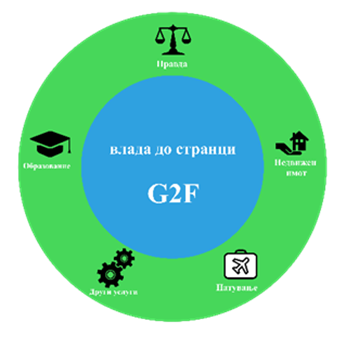 Правда
Образование
влада до странци
Недвижен
имот
G2F
Други услуги
Патување